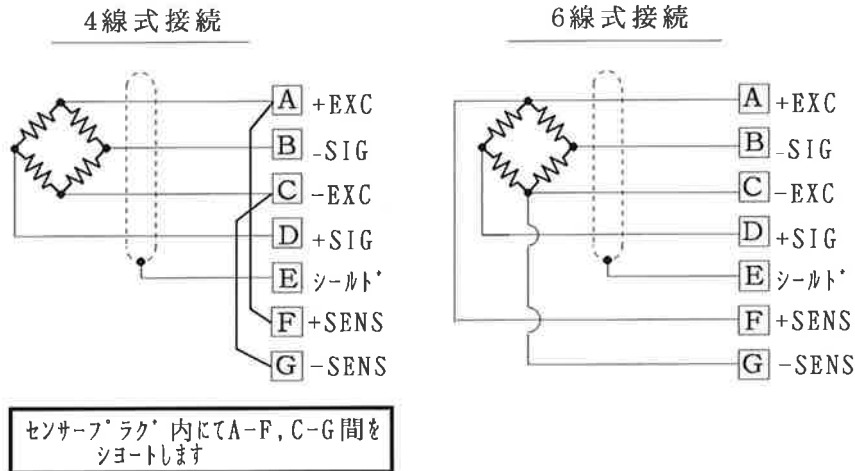 4線式接続
A +EXC
B -SIG
C -EXC
D +SIG
E シールド
F +SENS
G -SENS
センサープラグ内にてA-F,C-G間を
ショートします
6線式接続
A +EXC
B -SIG
C -EXC
D +SIG
E シールド
F +SENS
G -SENS